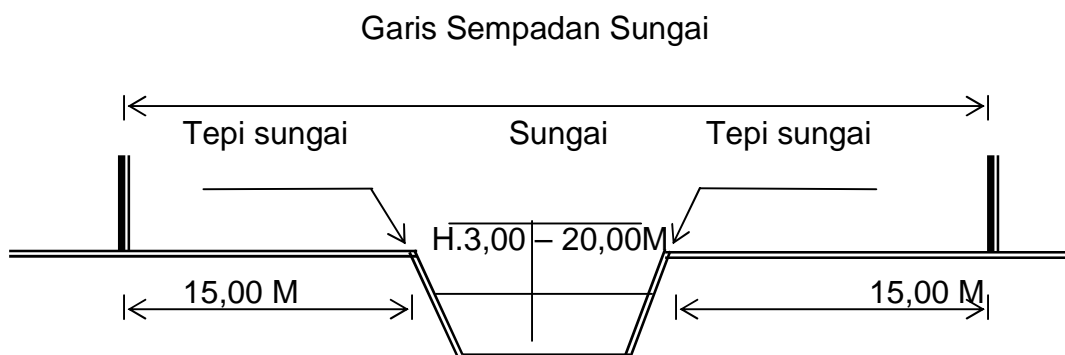 Garis Sempadan Sungai
Tepi sungai Sungai Tepi sungai
H.3,00 – 20,00M
15,00 M 15,00 M